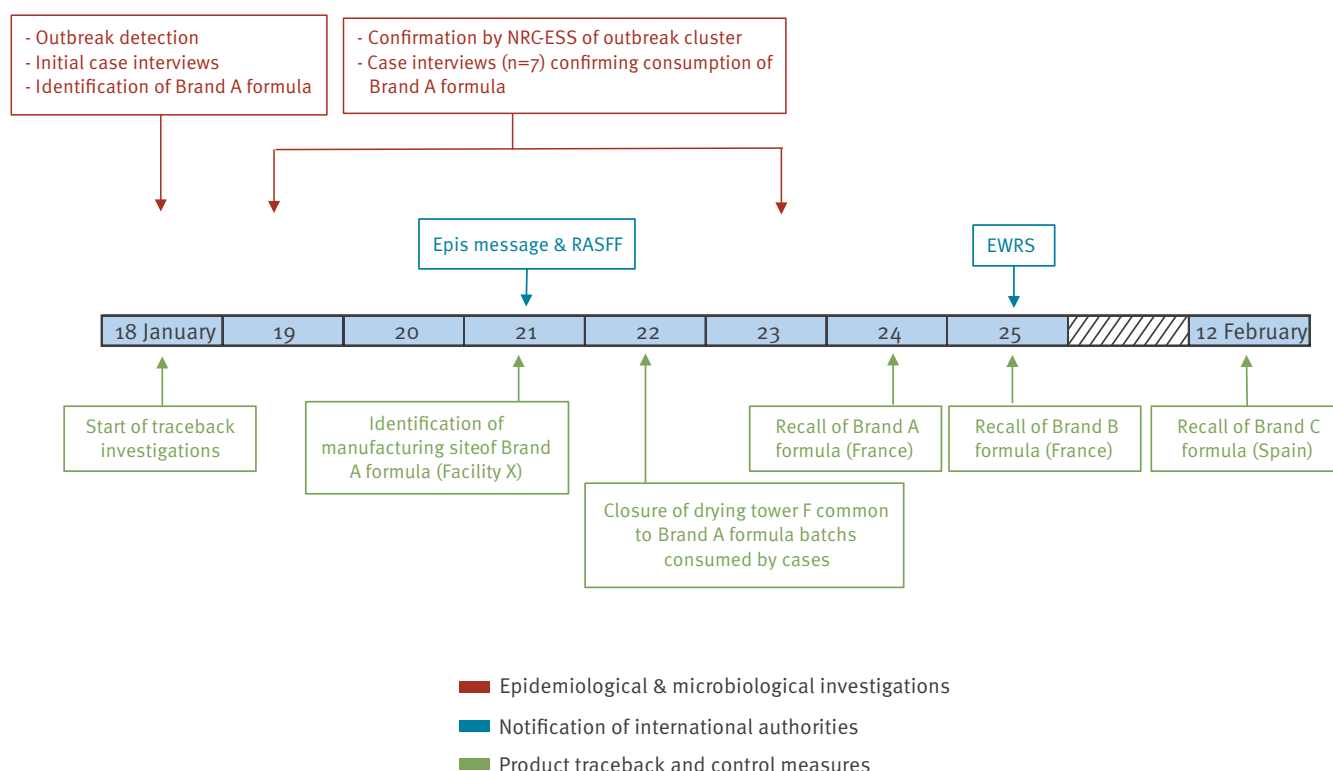 - Outbreak detection
- Initial case interviews
- Identification of Brand A formula
- Confirmation by NRC-ESS of outbreak cluster
- Case interviews (n=7) confirming consumption of
Brand A formula
Epis message & RASFF
EWRS
18 January
19
20
21
22
23
24
25
12 February
Start of traceback
investigations
Identification of
manufacturing siteof Brand
A formula (Facility X)
Closure of drying tower F common
to Brand A formula batchs
consumed by cases
Recall of Brand A
formula (France)
Recall of Brand B
formula (France)
Recall of Brand C
formula (Spain)
Epidemiological & microbiological investigations
Notification of international authorities
Product traceback and control measures